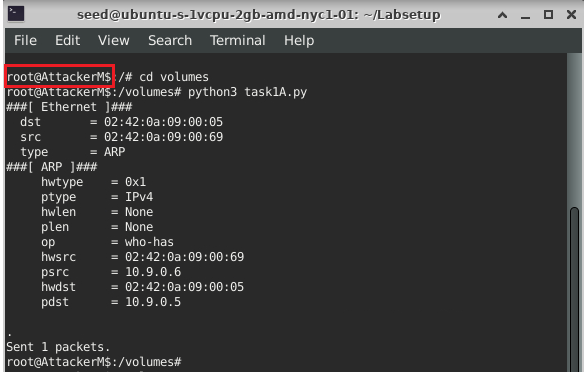 seed@ubuntu-s-1vcpu-2gb-amd-nyc1-01: ~/Labsetup
File Edit View Search Terminal Help
root@AttackerM$:/# cd volumes
root@AttackerM$:/volumes# python3 task1A.py
###[ Ethernet ]###
dst = 02:42:0a:09:00:05
src = 02:42:0a:09:00:69
type = ARP
###[ ARP ]###
hwtype = 0x1
ptype = IPv4
hwlen = None
plen = None
op = who-has
hwsrc = 02:42:0a:09:00:69
psrc = 10.9.0.6
hwdst = 02:42:0a:09:00:05
pdst = 10.9.0.5
.
Sent 1 packets.
root@AttackerM$:/volumes#